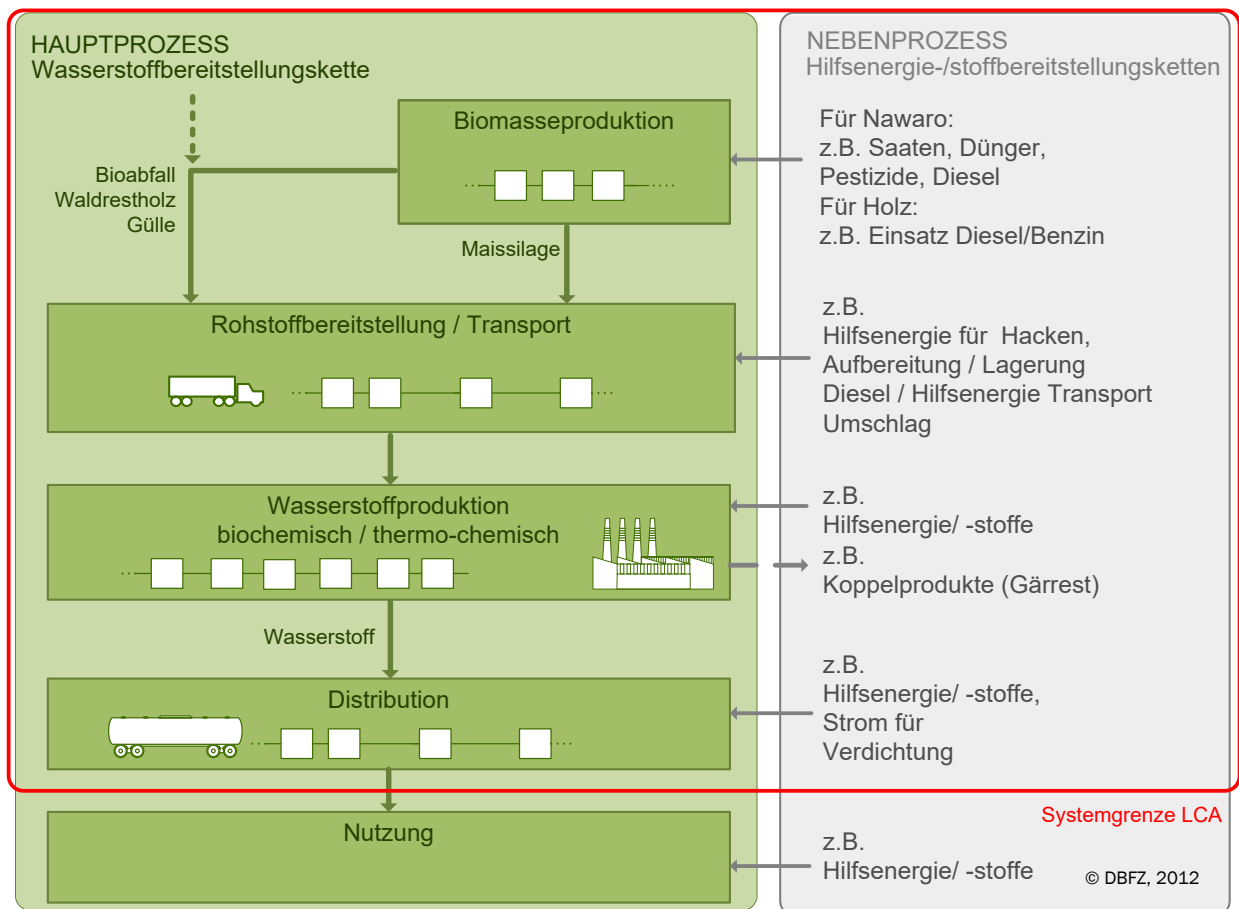 HAUPTPROZESS
Wasserstoffbereitstellungskette
Biomasseproduktion
Bioabfall
Waldrestholz
Gülle
Maissilage
Rohstoffbereitstellung / Transport
Wasserstoffproduktion
biochemisch / thermo-chemisch
Wasserstoff
Distribution
Nutzung
NEBENPROZESS
Hilfsenergie-/stoffbereitstellungsketten
Für Nawaro:
z.B. Saaten, Dünger,
Pestizide, Diesel
Für Holz:
z.B. Einsatz Diesel/Benzin
z.B.
Hilfsenergie für Hacken,
Aufbereitung / Lagerung
Diesel / Hilfsenergie Transport
Umschlag
z.B.
Hilfsenergie/ -stoffe
z.B.
Koppelprodukte (Gärrest)
z.B.
Hilfsenergie/ -stoffe,
Strom für
Verdichtung
Systemgrenze LCA
z.B.
Hilfsenergie/ -stoffe
© DBFZ, 2012